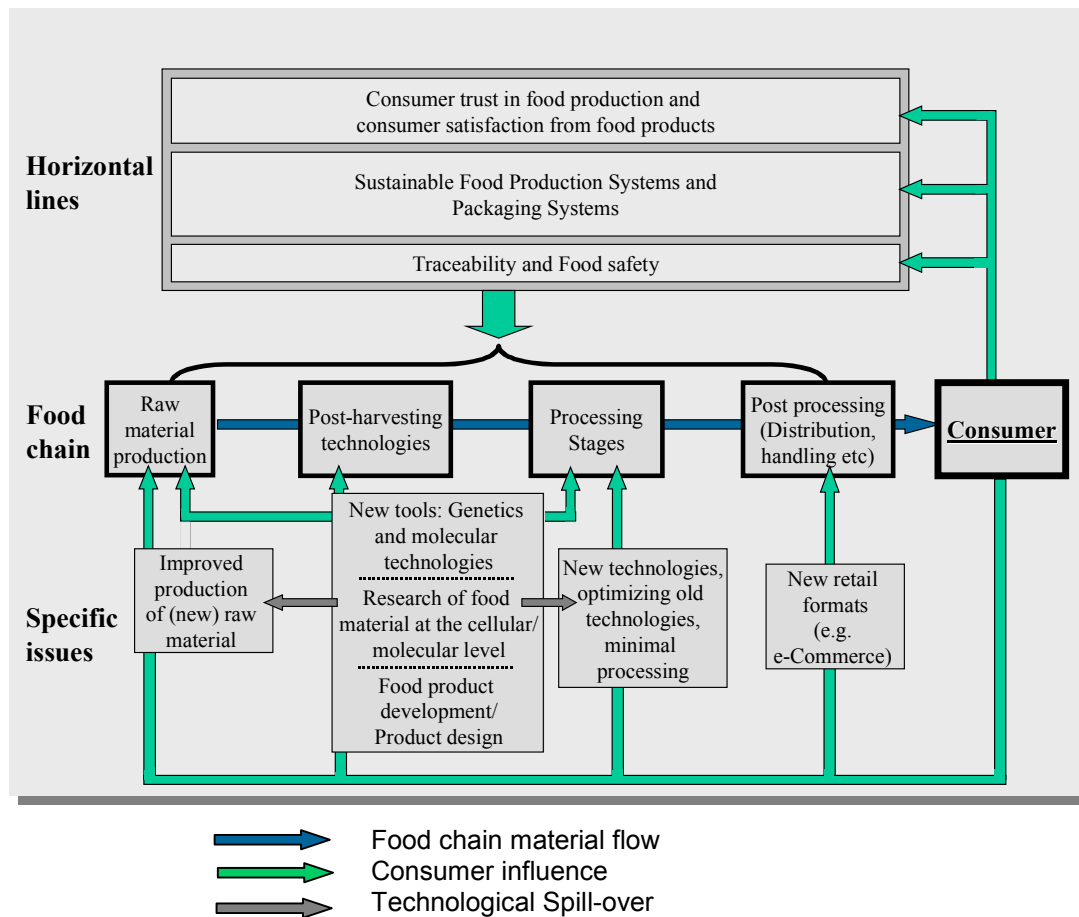 Consumer trust in food production and
consumer satisfaction from food products
Horizontal
lines
Sustainable Food Production Systems and
Packaging Systems
Traceability and Food safety
Food
chain
Raw
material
production
Post-harvesting
technologies
Processing
Stages
Post processing
(Distribution,
handling etc)
Consumer
Specific
issues
Improved
production
of (new) raw
material
New tools: Genetics
and molecular
technologies
Research of food
material at the cellular/
molecular level
Food product
development/
Product design
New technologies,
optimizing old
technologies,
minimal
processing
New retail
formats
(e.g.
e-Commerce)
Food chain material flow
Consumer influence
Technological Spill-over